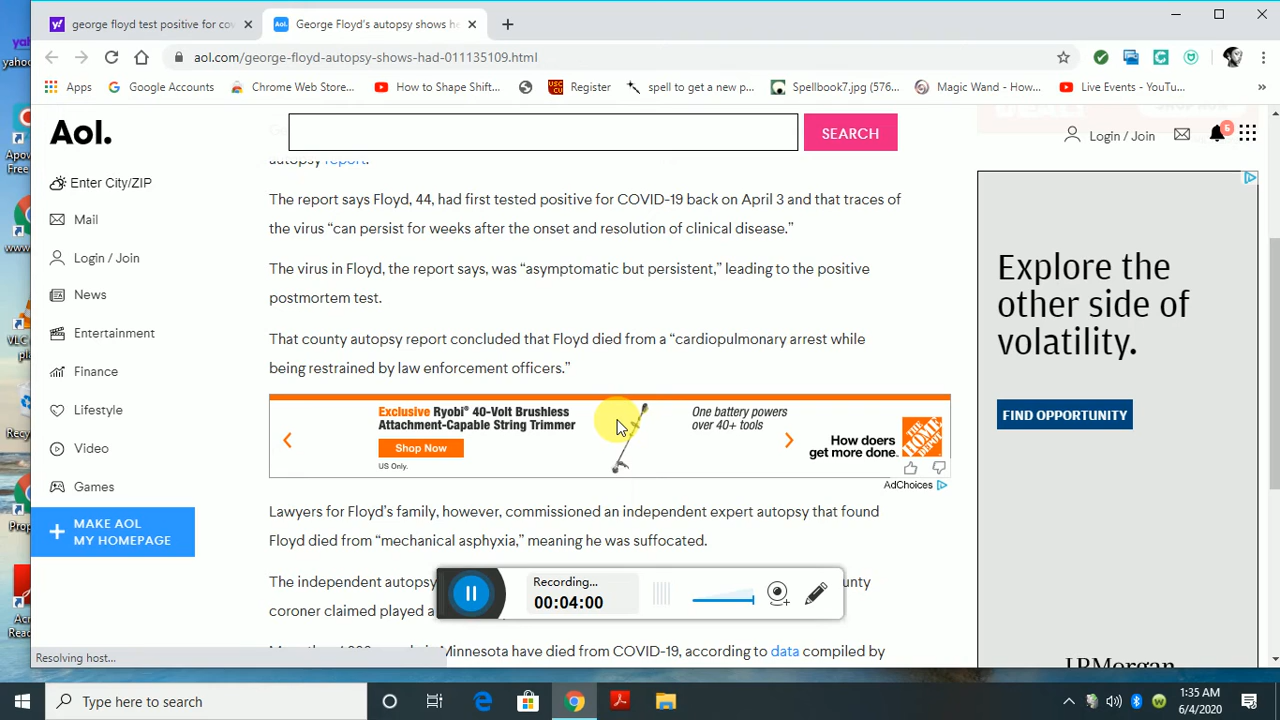 george floyd test positive for cov
George Floyd's autopsy shows he
aol.com/george-floyd-autopsy-shows-had-011135109.html
Apps
Google Accounts
Chrome Web Store...
How to Shape Shift...
Register
spell to get a new p...
Spellbook7.jpg (576...
Magic Wand - How...
Live Events - YouTu...
Aol.
SEARCH
Login / Join
6
Enter City/ZIP
Mail
Login / Join
News
Entertainment
Finance
Lifestyle
Video
Games
MAKE AOL
MY HOMEPAGE
autopsy report.
The report says Floyd, 44, had first tested positive for COVID-19 back on April 3 and that traces of
the virus “can persist for weeks after the onset and resolution of clinical disease.”
The virus in Floyd, the report says, was “asymptomatic but persistent,” leading to the positive
postmortem test.
That county autopsy report concluded that Floyd died from a “cardiopulmonary arrest while
being restrained by law enforcement officers.”
Exclusive Ryobi® 40-Volt Brushless
Attachment-Capable String Trimmer
Shop Now
US Only.
One battery powers
over 40+ tools
How doers
get more done.
AdChoices
Lawyers for Floyd’s family, however, commissioned an independent expert autopsy that found
Floyd died from “mechanical asphyxia,” meaning he was suffocated.
The independent autopsy
coroner claimed played a
Minnesota have died from COVID-19, according to data compiled by
Recording...
00:04:00
Explore the
other side of
volatility.
FIND OPPORTUNITY
J.P.Morgan
Resolving host...
Type here to search
1:35 AM
6/4/2020